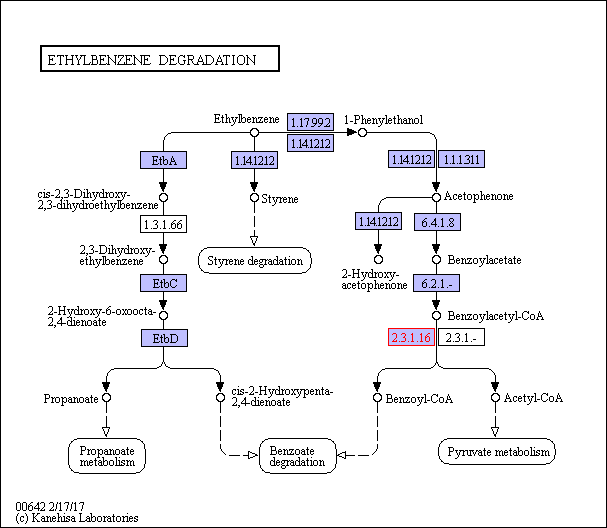 ETHYLBENZENE DEGRADATION
Ethylbenzene
1.17.99.2
1-Phenylethanol
1.14.12.12
EtbA
1.14.12.12
1.14.12.12
1.1.1.311
cis-2,3-Dihydroxy-
2,3-dihydroethylbenzene
Styrene
Acetophenone
1.3.1.66
1.14.12.12
6.4.1.8
2,3-Dihydroxy-
ethylbenzene
Styrene degradation
Benzoylacetate
2-Hydroxy-
acetophenone
EtbC
6.2.1.-
2-Hydroxy-6-oxoocta-
2,4-dienoate
Benzoylacetyl-CoA
EtbD
2.3.1.16
2.3.1.-
Propanoate
cis-2-Hydroxypenta-
2,4-dienoate
Benzoyl-CoA
Acetyl-CoA
Propanoate
metabolism
Benzoate
degradation
Pyruvate metabolism
00642 2/17/17
(c) Kanehisa Laboratories